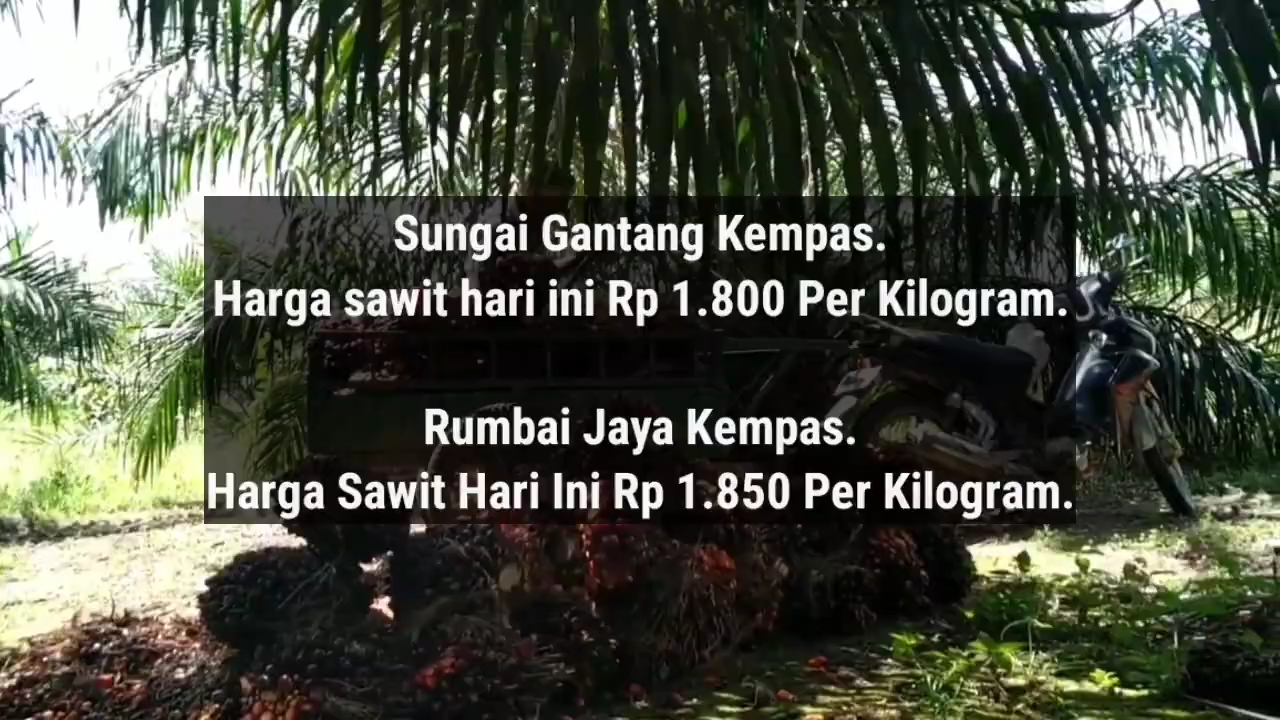 Sungai Gantang Kempas.
Harga sawit hari ini Rp 1.800 Per Kilogram.
Rumbai Jaya Kempas.
Harga Sawit Hari Ini Rp 1.850 Per Kilogram.